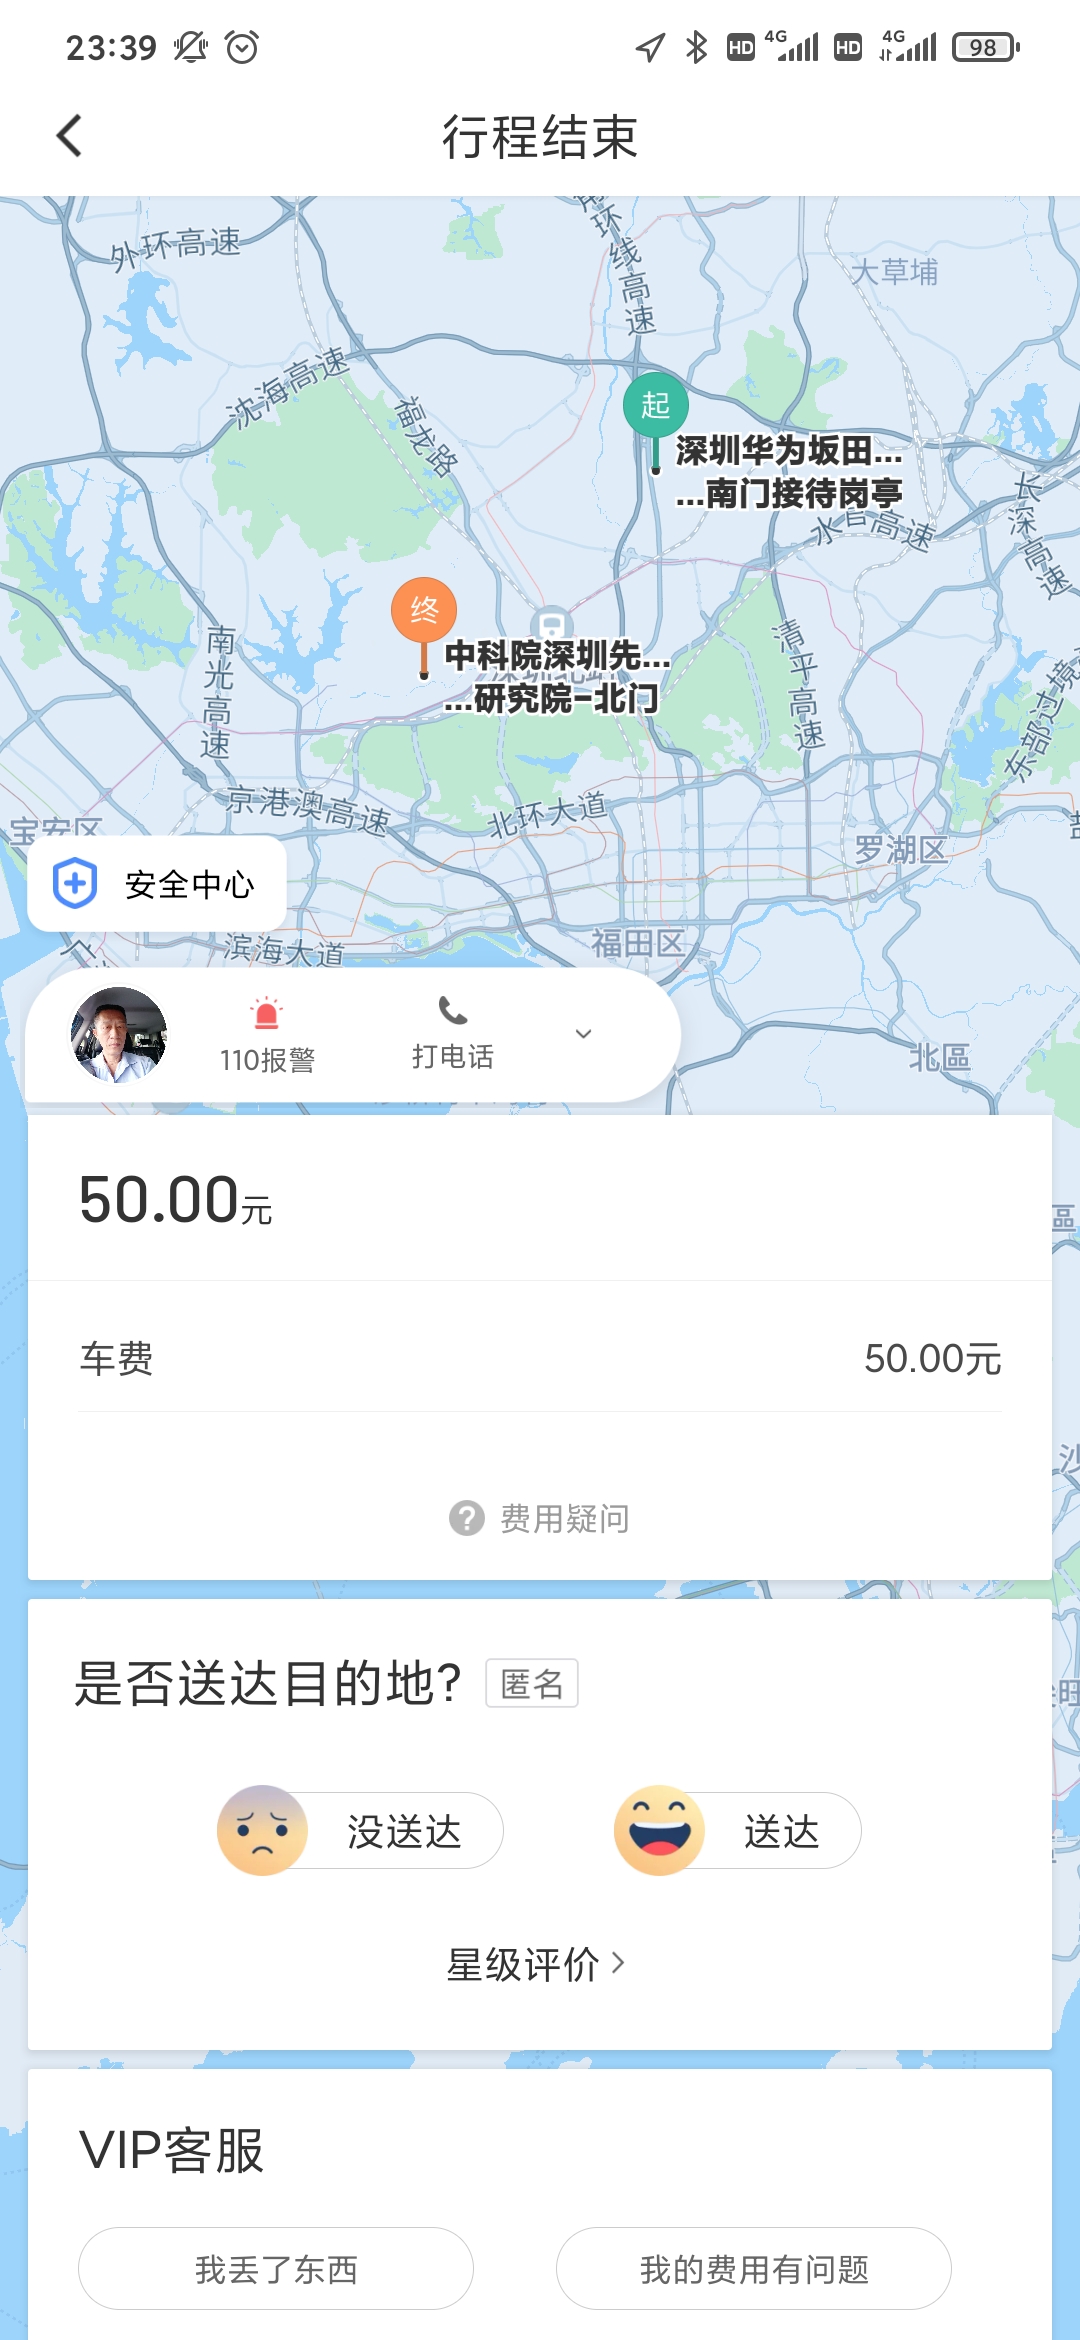 23:39
HD 4G HD 4G 98
行程结束
外环高速
环线高速
大草埔
沈海高速
福龙路
起
深圳华为坂田...
...南门接待岗亭
水官高速
长深高速
终
中科院深圳先...
...研究院-北门
南光高速
清平高速
东部过境
京港澳高速
北环大道
宝安区
罗湖区
安全中心
滨海大道
福田区
110报警
打电话
北區
50.00元
區
车费 50.00元
? 费用疑问
是否送达目的地? 匿名
没送达 送达
星级评价
VIP客服
我丢了东西 我的费用有问题